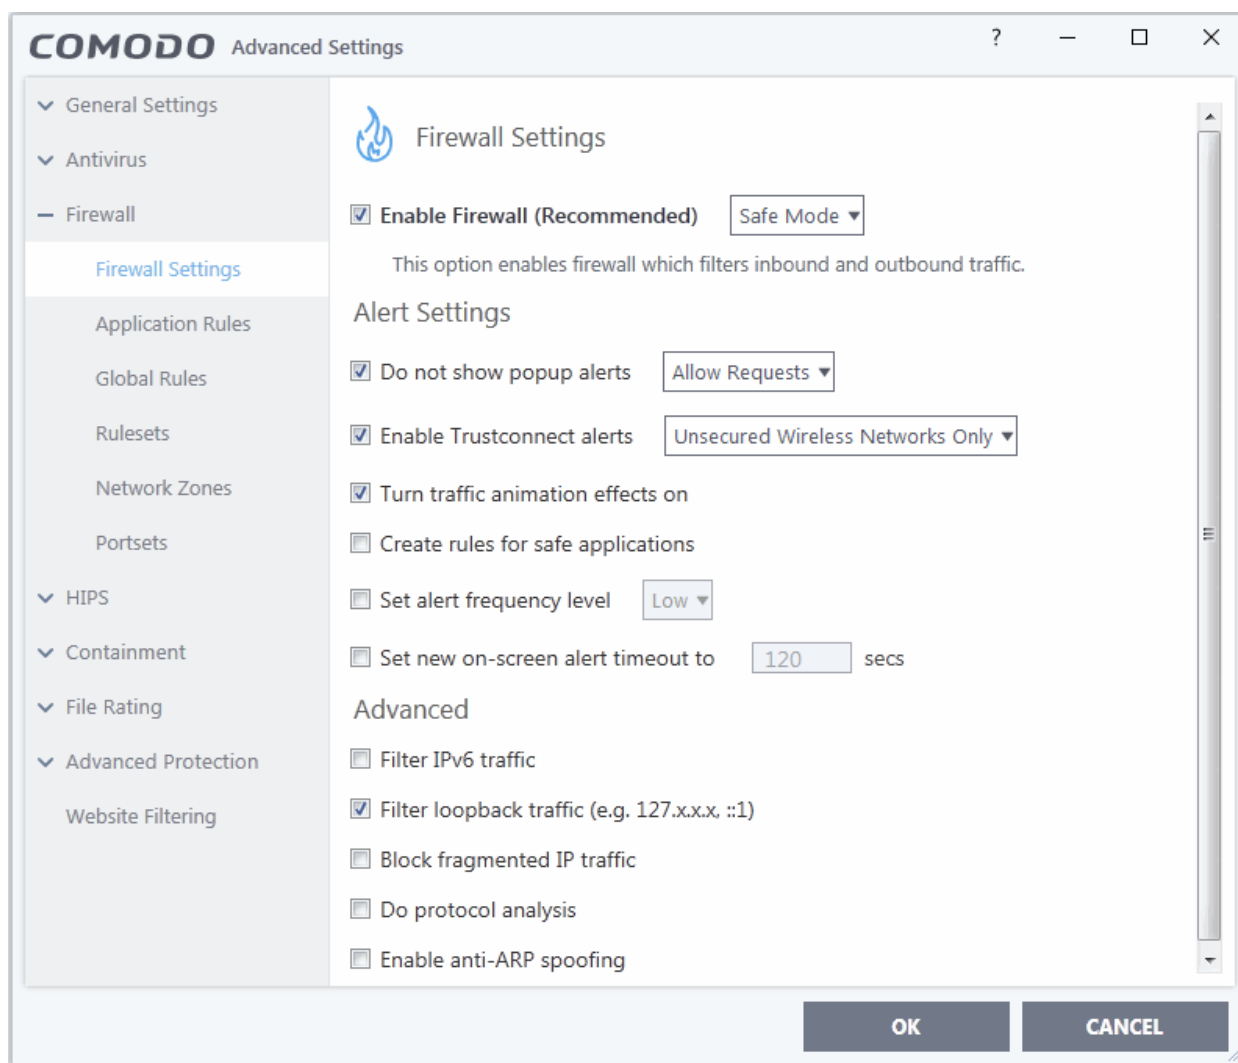 COMODO Advanced Settings ?
General Settings
Antivirus
Firewall
Firewall Settings
Application Rules
Global Rules
Rulesets
Network Zones
Portsets
HIPS
Containment
File Rating
Advanced Protection
Website Filtering
Firewall Settings
Enable Firewall (Recommended) Safe Mode
This option enables firewall which filters inbound and outbound traffic.
Alert Settings
Do not show popup alerts Allow Requests
Enable Trustconnect alerts Unsecured Wireless Networks Only
Turn traffic animation effects on
Create rules for safe applications
Set alert frequency level Low
Set new on-screen alert timeout to 120 secs
Advanced
Filter IPv6 traffic
Filter loopback traffic (e.g. 127.x.x.x, ::1)
Block fragmented IP traffic
Do protocol analysis
Enable anti-ARP spoofing
OK CANCEL